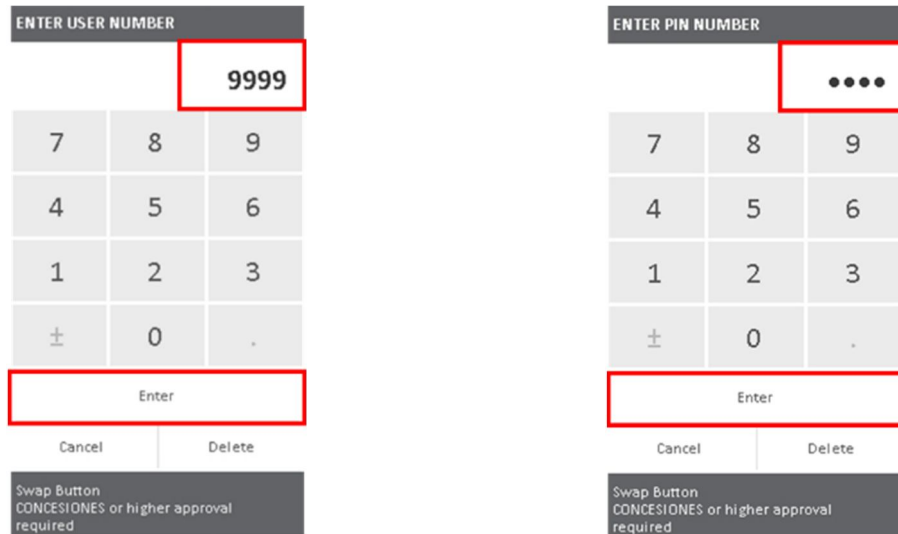 ENTER USER NUMBER
9999
7 8 9
4 5 6
1 2 3
± 0 .
Enter
Cancel Delete
Swap Button
CONCESIONES or higher approval
required
ENTER PIN NUMBER
••••
7 8 9
4 5 6
1 2 3
± 0 .
Enter
Cancel Delete
Swap Button
CONCESIONES or higher approval
required